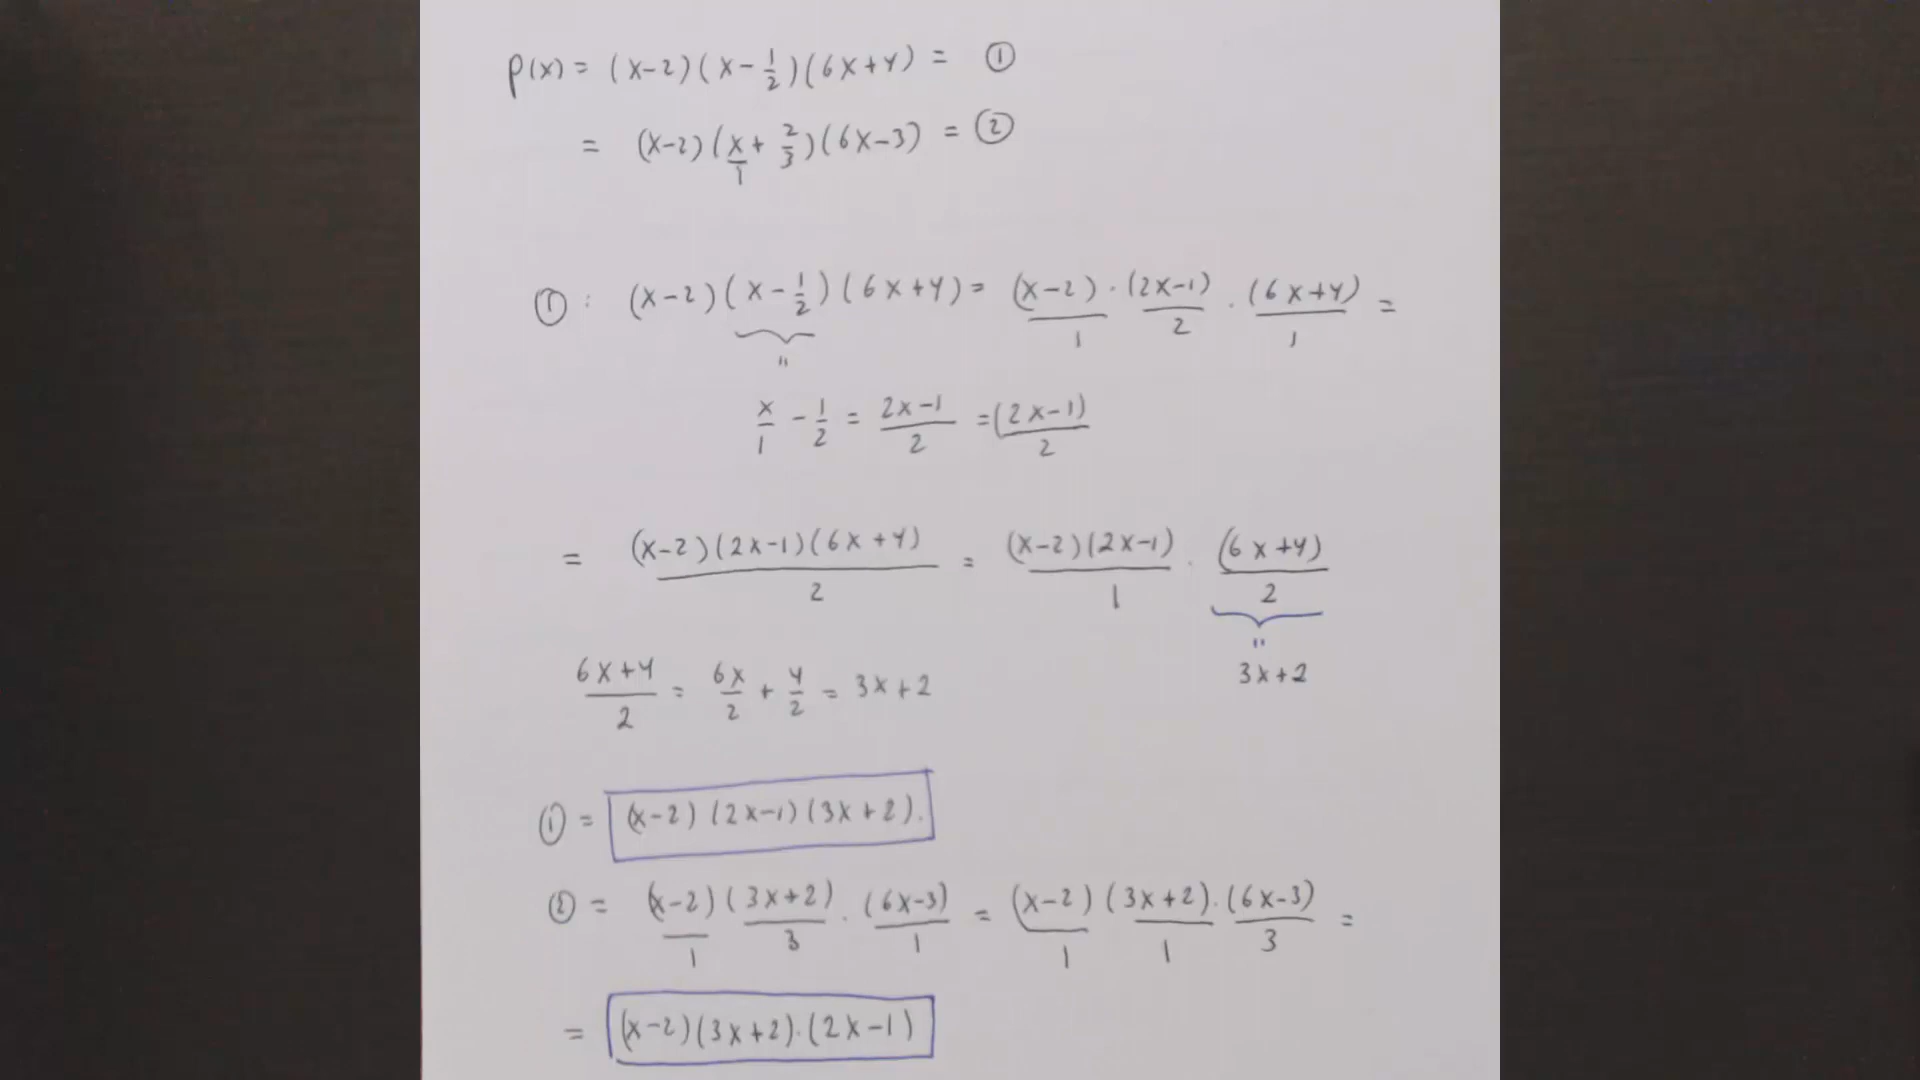 p(x) = (x-2)(x-1/2)(6x+4) = ①
= (x-2)(x/1 + 2/3)(6x-3) = ②
①: (x-2)(x-1/2)(6x+4) = (x-2)/1 · (2x-1)/2 · (6x+4)/1 =
"
x/1 - 1/2 = 2x-1/2 = (2x-1)/2
= (x-2)(2x-1)(6x+4)/2 = (x-2)(2x-1)/1 · (6x+4)/2
"
6x+4/2 = 6x/2 + 4/2 = 3x+2
3x+2
① = (x-2)(2x-1)(3x+2).
② = (x-2)/1 (3x+2)/3 · (6x-3)/1 = (x-2)/1 (3x+2)/1 · (6x-3)/3 =
= (x-2)(3x+2)·(2x-1)